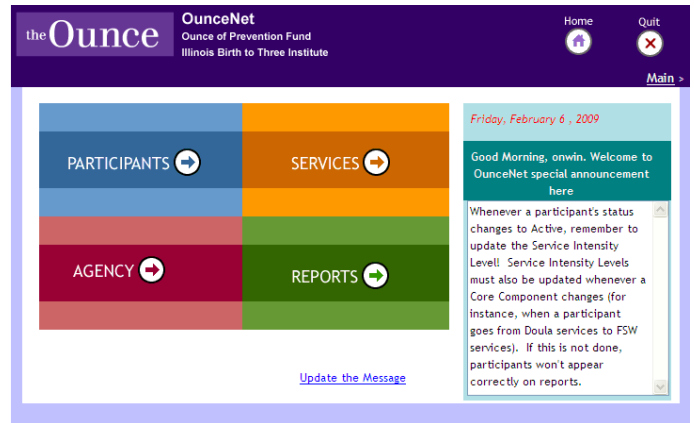 the Ounce
OunceNet
Ounce of Prevention Fund
Illinois Birth to Three Institute
Home
Quit
Main >
PARTICIPANTS
SERVICES
AGENCY
REPORTS
Update the Message
Friday, February 6 , 2009
Good Morning, onwin. Welcome to
OunceNet special announcement
here
Whenever a participant's status
changes to Active, remember to
update the Service Intensity
Level!  Service Intensity Levels
must also be updated whenever a
Core Component changes (for
instance, when a participant
goes from Doula services to FSW
services).  If this is not done,
participants won't appear
correctly on reports.